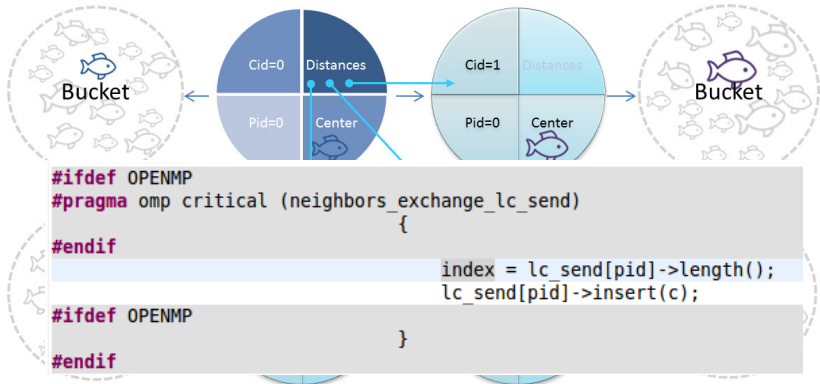 Cid=0
Distances
Cid=1
Distances
Bucket
Bucket
Pid=0
Center
Pid=0
Center
#ifdef OPENMP
#pragma omp critical (neighbors_exchange_lc_send)
{
#endif
index = lc_send[pid]->length();
lc_send[pid]->insert(c);
#ifdef OPENMP
}
#endif